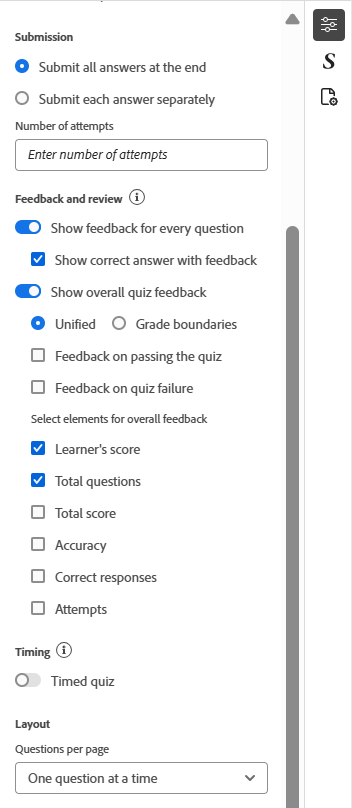 Submission
Submit all answers at the end
Submit each answer separately
Number of attempts
Enter number of attempts
Feedback and review
Show feedback for every question
Show correct answer with feedback
Show overall quiz feedback
Unified Grade boundaries
Feedback on passing the quiz
Feedback on quiz failure
Select elements for overall feedback
Learner's score
Total questions
Total score
Accuracy
Correct responses
Attempts
Timing
Timed quiz
Layout
Questions per page
One question at a time